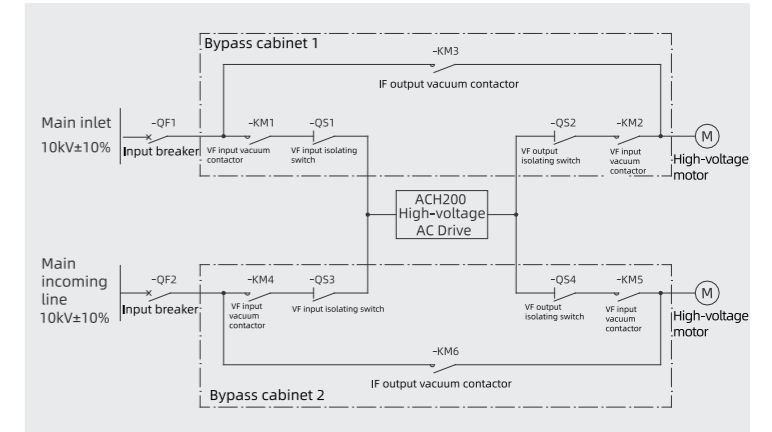 Bypass cabinet 1
-KM3
IF output vacuum contactor
Main inlet
10kV±10%
-QF1
Input breaker
-KM1
VF input vacuum
contactor
-QS1
VF input isolating
switch
-QS2
VF output
isolating switch
-KM2
VF input
vacuum
contactor
M
High-voltage
motor
ACH200
High-voltage
AC Drive
Main
incoming
line
10kV±10%
-QF2
Input breaker
-KM4
VF input
vacuum
contactor
-QS3
VF input isolating switch
-QS4
VF output
isolating switch
-KM5
VF input
vacuum
contactor
M
High-voltage
motor
-KM6
IF output vacuum contactor
Bypass cabinet 2